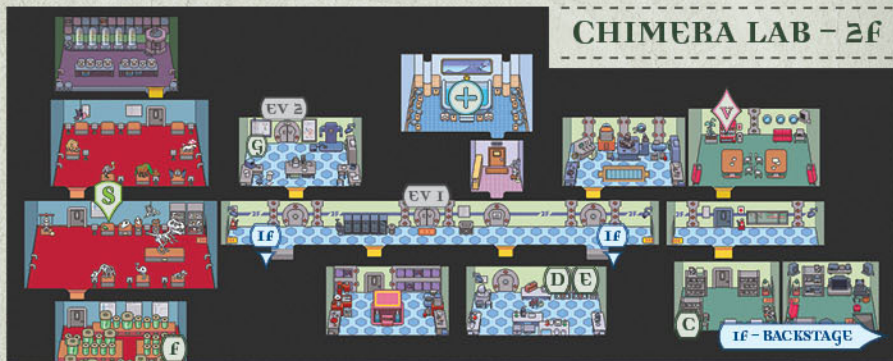 CHIMERA LAB - 2F
EV 2
G
V
S
EV 1
1F
1F
D E
C
F
1F - BACKSTAGE